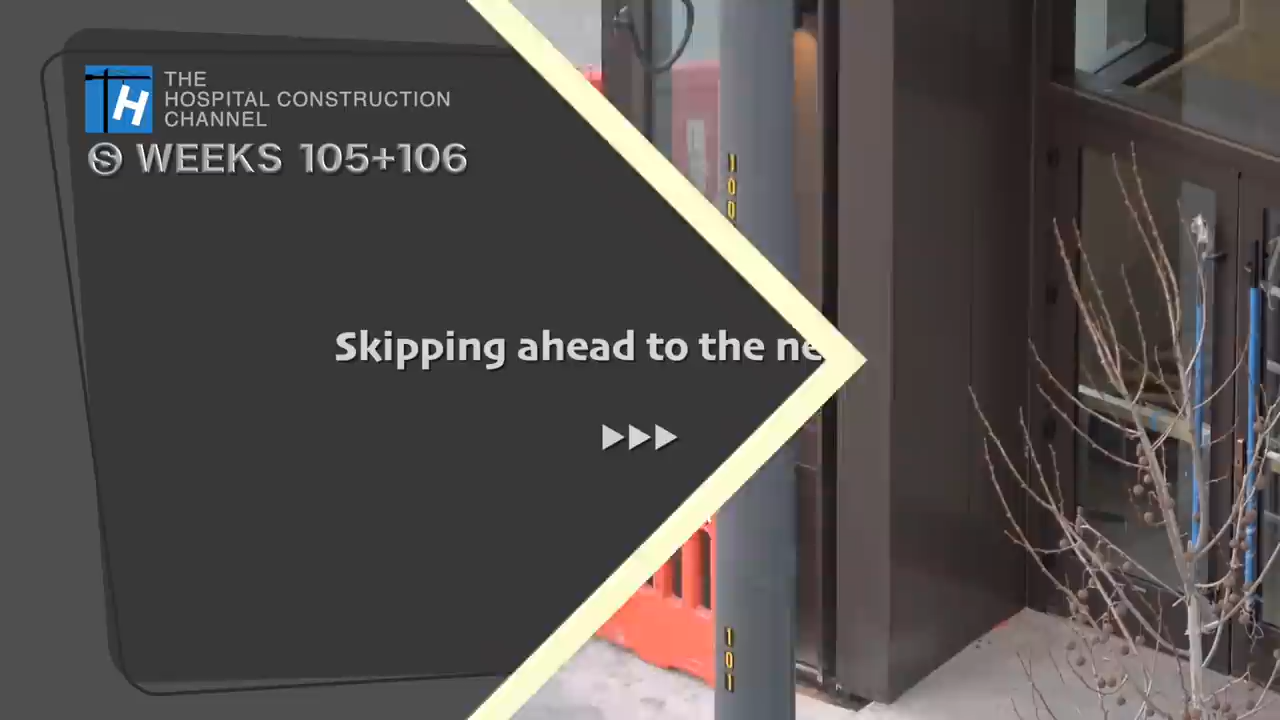 THE
HOSPITAL CONSTRUCTION
CHANNEL
S WEEKS 105+106
Skipping ahead to the ne
100
101